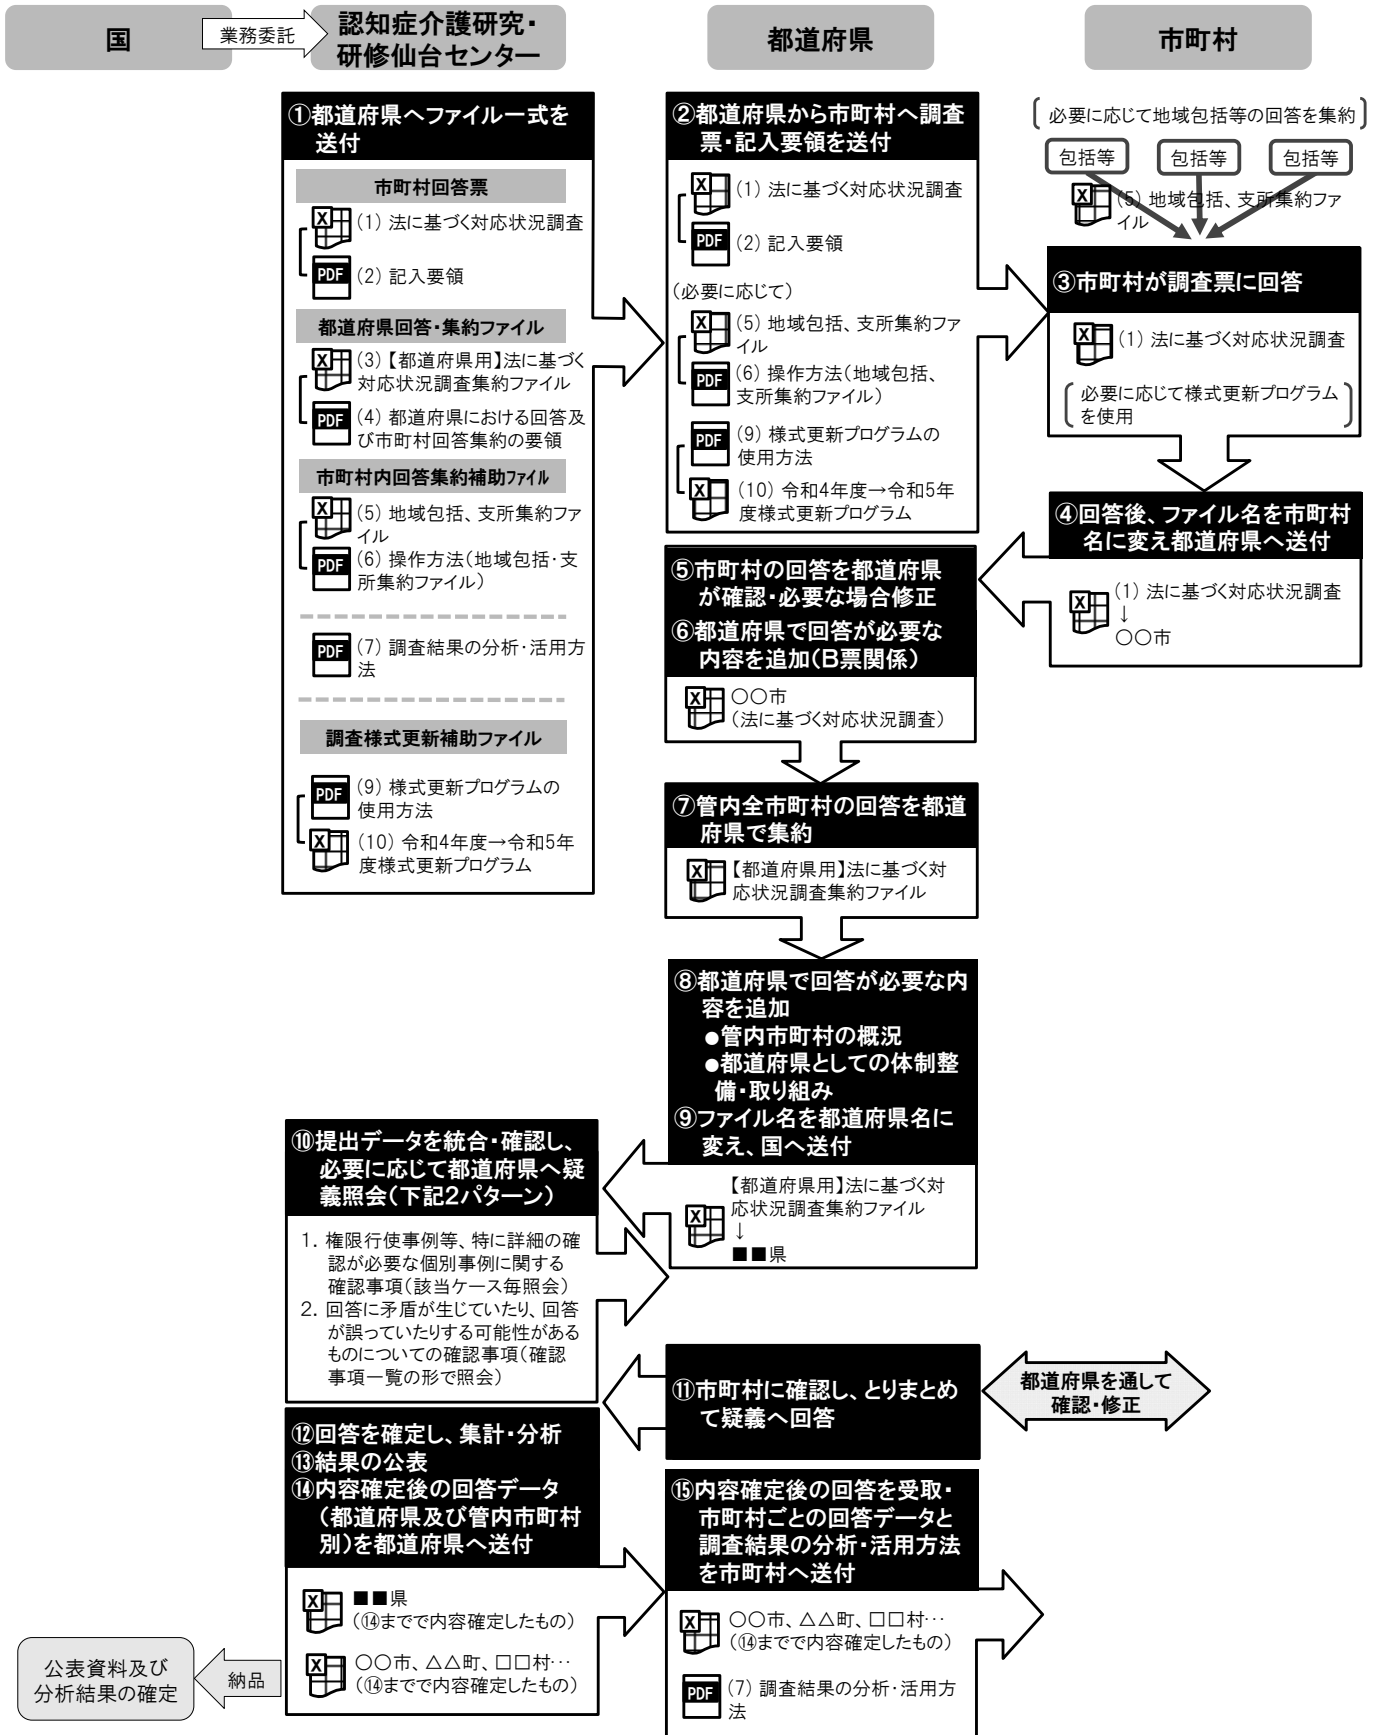 国
業務委託
認知症介護研究・
研修仙台センター
都道府県
市町村
①都道府県へファイル一式を
送付
市町村回答票
(1) 法に基づく対応状況調査
PDF
(2) 記入要領
都道府県回答・集約ファイル
(3)【都道府県用】法に基づく
対応状況調査集約ファイル
PDF
(4) 都道府県における回答及
び市町村回答集約の要領
市町村内回答集約補助ファイル
(5) 地域包括、支所集約ファ
イル
PDF
(6) 操作方法(地域包括・支
所集約ファイル)
PDF
(7) 調査結果の分析・活用方
法
調査様式更新補助ファイル
PDF
(9) 様式更新プログラムの
使用方法
(10) 令和4年度→令和5年
度様式更新プログラム
②都道府県から市町村へ調査
票・記入要領を送付
(1) 法に基づく対応状況調査
PDF
(2) 記入要領
(必要に応じて)
(5) 地域包括、支所集約ファ
イル
PDF
(6) 操作方法(地域包括、
支所集約ファイル)
PDF
(9) 様式更新プログラムの
使用方法
(10) 令和4年度→令和5年
度様式更新プログラム
必要に応じて地域包括等の回答を集約
包括等
包括等
包括等
(5) 地域包括、支所集約ファ
イル
③市町村が調査票に回答
(1) 法に基づく対応状況調査
必要に応じて様式更新プログラム
を使用
④回答後、ファイル名を市町村
名に変え都道府県へ送付
(1) 法に基づく対応状況調査
↓
○○市
⑤市町村の回答を都道府県
が確認・必要な場合修正
⑥都道府県で回答が必要な
内容を追加(B票関係)
○○市
(法に基づく対応状況調査)
⑦管内全市町村の回答を都道
府県で集約
【都道府県用】法に基づく対
応状況調査集約ファイル
⑧都道府県で回答が必要な内
容を追加
●管内市町村の概況
●都道府県としての体制整
備・取り組み
⑨ファイル名を都道府県名に
変え、国へ送付
【都道府県用】法に基づく対
応状況調査集約ファイル
↓
■■県
⑩提出データを統合・確認し、
必要に応じて都道府県へ疑
義照会(下記2パターン)
1. 権限行使事例等、特に詳細の確
認が必要な個別事例に関する
確認事項(該当ケース毎照会)
2. 回答に矛盾が生じていたり、回答
が誤っていたりする可能性がある
ものについての確認事項(確認
事項一覧の形で照会)
⑪市町村に確認し、とりまとめ
て疑義へ回答
都道府県を通して
確認・修正
⑫回答を確定し、集計・分析
⑬結果の公表
⑭内容確定後の回答データ
(都道府県及び管内市町村
別)を都道府県へ送付
■■県
(⑭までで内容確定したもの)
○○市、△△町、□□村…
(⑭までで内容確定したもの)
納品
公表資料及び
分析結果の確定
⑮内容確定後の回答を受取・
市町村ごとの回答データと
調査結果の分析・活用方法
を市町村へ送付
○○市、△△町、□□村…
(⑭までで内容確定したもの)
PDF
(7) 調査結果の分析・活用方
法